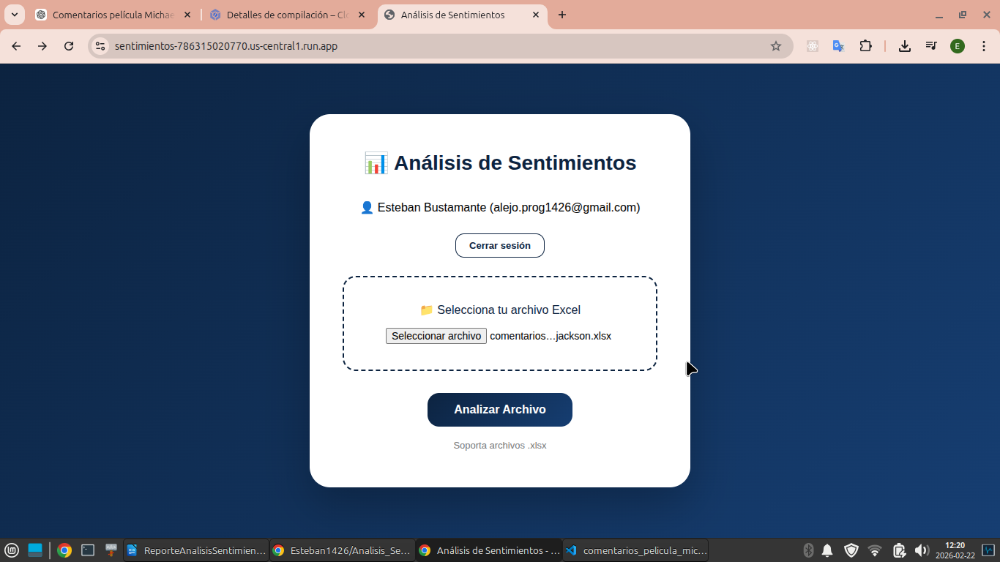 Comentarios película Michae
Detalles de compilación – Clo
Análisis de Sentimientos
sentimientos-786315020770.us-central1.run.app
E
Análisis de Sentimientos
Esteban Bustamante (alejo.prog1426@gmail.com)
Cerrar sesión
Selecciona tu archivo Excel
Seleccionar archivo comentarios…jackson.xlsx
Analizar Archivo
Soporta archivos .xlsx
ReporteAnalisisSentimien...
Esteban1426/Analisis_Se...
Análisis de Sentimientos - ...
comentarios_pelicula_mic...
12:20
2026-02-22